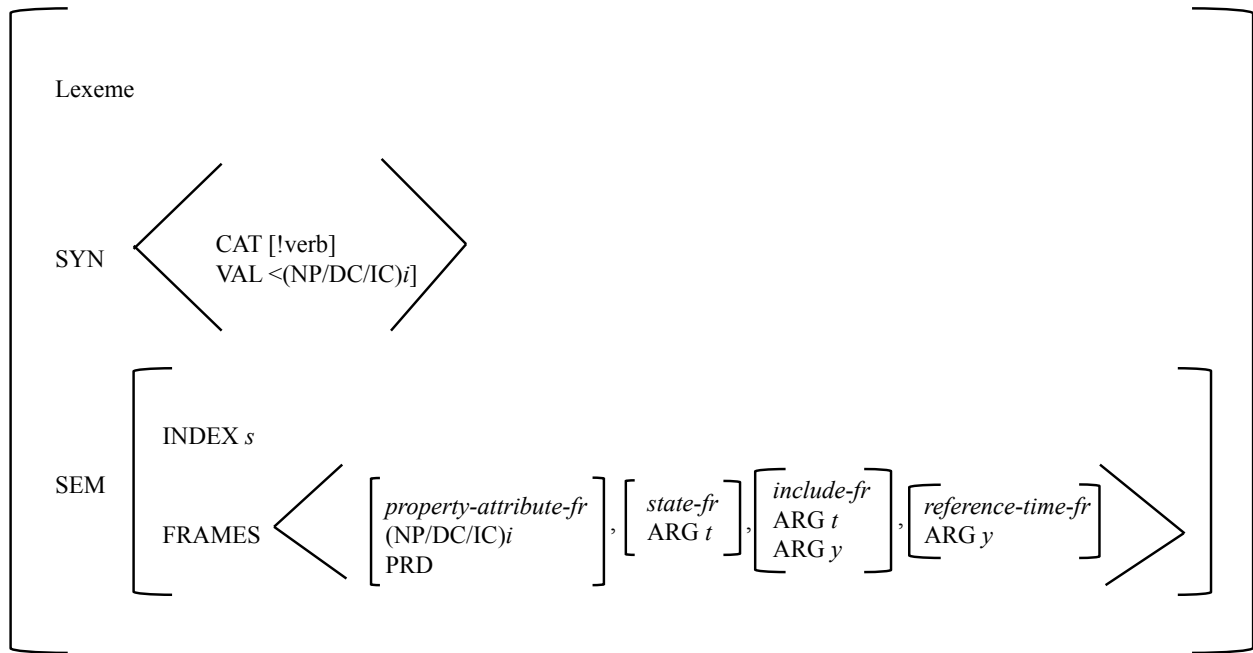 Lexeme
SYN
CAT [!verb]
VAL <(NP/DC/IC)i]
SEM
INDEX s
FRAMES
property-attribute-fr
(NP/DC/IC)i
PRD
,
state-fr
ARG t
,
include-fr
ARG t
ARG y
,
reference-time-fr
ARG y